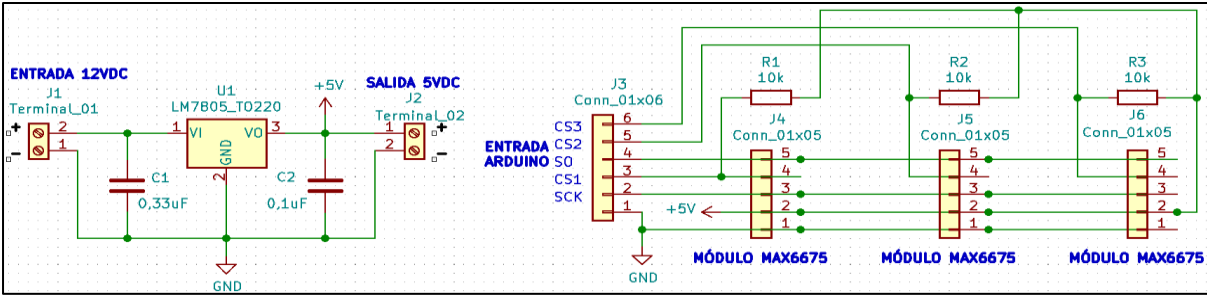 ENTRADA 12VDC
J1
Terminal_01
+
2
1
-
C1
0,33uF
U1
LM7805_TO220
1
VI
VO
3
GND
2
GND
+5V
C2
0,1uF
SALIDA 5VDC
J2
Terminal_02
1
+
2
-
J3
Conn_01x06
ENTRADA
ARDUINO
CS3
CS2
SO
CS1
SCK
6
5
4
3
2
1
GND
+5V
R1
10k
J4
Conn_01x05
5
4
3
2
1
MÓDULO MAX6675
R2
10k
J5
Conn_01x05
5
4
3
2
1
MÓDULO MAX6675
R3
10k
J6
Conn_01x05
5
4
3
2
1
MÓDULO MAX6675